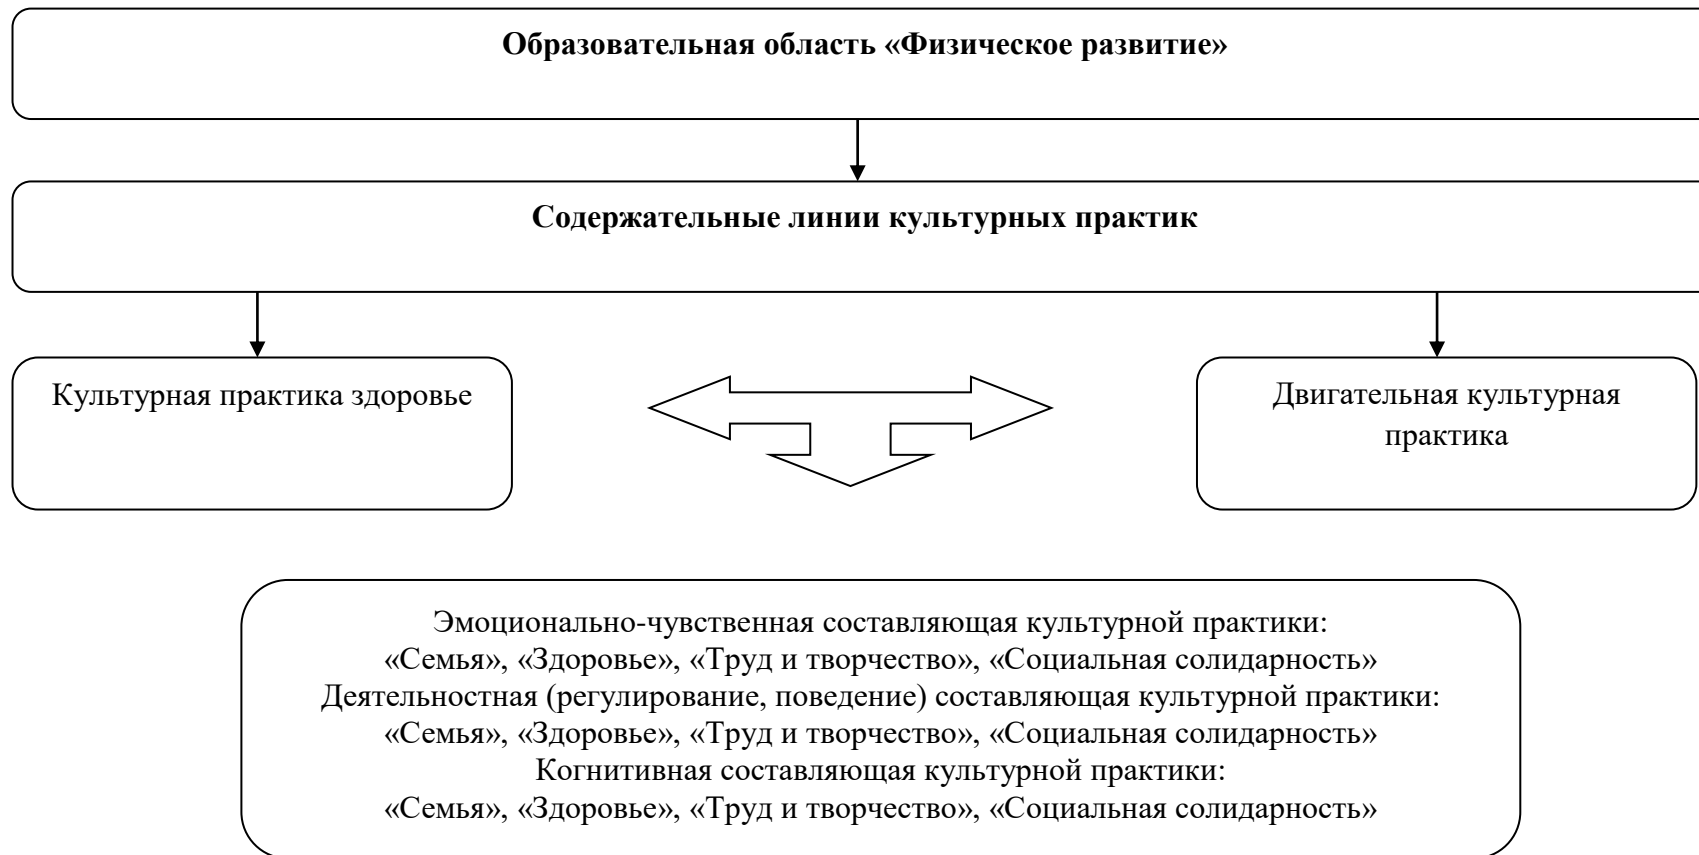 Образовательная область «Физическое развитие»
Содержательные линии культурных практик
Культурная практика здоровье
Двигательная культурная
практика
Эмоционально-чувственная составляющая культурной практики:
«Семья», «Здоровье», «Труд и творчество», «Социальная солидарность»
Деятельностная (регулирование, поведение) составляющая культурной практики:
«Семья», «Здоровье», «Труд и творчество», «Социальная солидарность»
Когнитивная составляющая культурной практики:
«Семья», «Здоровье», «Труд и творчество», «Социальная солидарность»